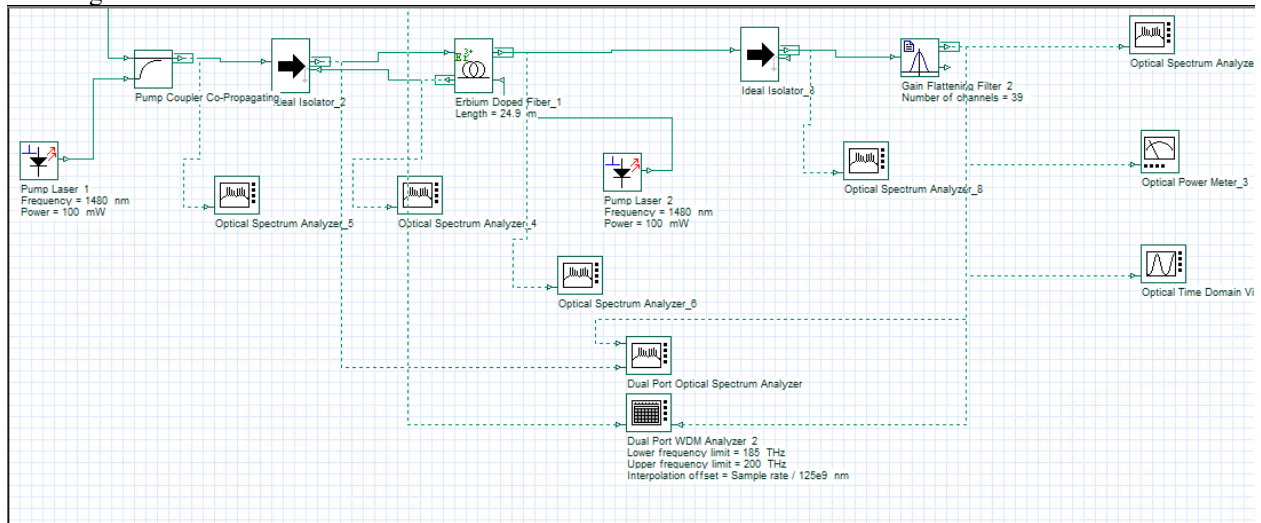 Optical Spectrum Analyze
Pump Coupler Co-Propagating
Ideal Isolator_2
Erbium Doped Fiber_1
Length = 24.9 m
Ideal Isolator_3
Gain Flattening Filter 2
Number of channels = 39
Pump Laser 1
Frequency = 1480 nm
Power = 100 mW
Optical Spectrum Analyzer_5
Optical Spectrum Analyzer_4
Pump Laser 2
Frequency = 1480 nm
Power = 100 mW
Optical Spectrum Analyzer_8
Optical Power Meter_3
Optical Spectrum Analyzer_6
Optical Time Domain Vi
Dual Port Optical Spectrum Analyzer
Dual Port WDM Analyzer 2
Lower frequency limit = 185 THz
Upper frequency limit = 200 THz
Interpolation offset = Sample rate / 125e9 nm